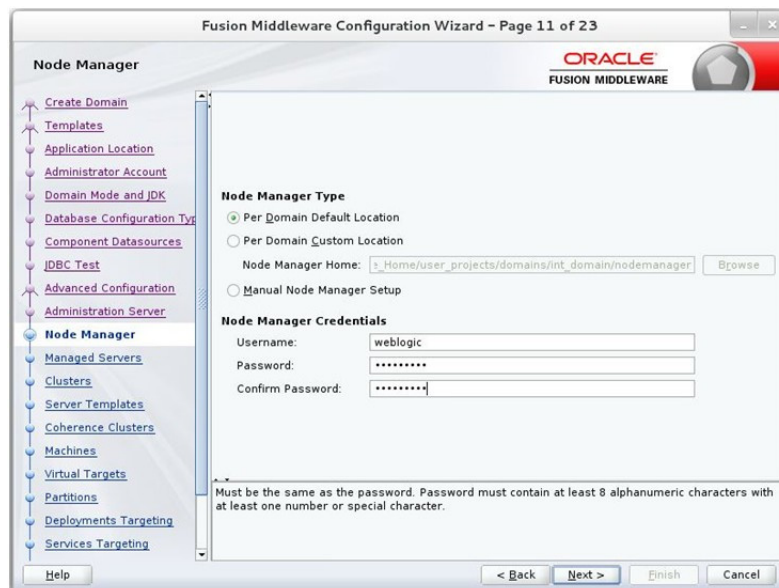 Fusion Middleware Configuration Wizard – Page 11 of 23
Node Manager
ORACLE
FUSION MIDDLEWARE
Create Domain
Templates
Application Location
Administrator Account
Domain Mode and JDK
Database Configuration Typ
Component Datasources
JDBC Test
Advanced Configuration
Administration Server
Node Manager
Managed Servers
Clusters
Server Templates
Coherence Clusters
Machines
Virtual Targets
Partitions
Deployments Targeting
Services Targeting
Node Manager Type
Per Domain Default Location
Per Domain Custom Location
Node Manager Home: e_Home/user_projects/domains/int_domain/nodemanager Browse
Manual Node Manager Setup
Node Manager Credentials
Username: weblogic
Password: •••••••••
Confirm Password: •••••••••
Must be the same as the password. Password must contain at least 8 alphanumeric characters with
at least one number or special character.
Help < Back Next > Finish Cancel